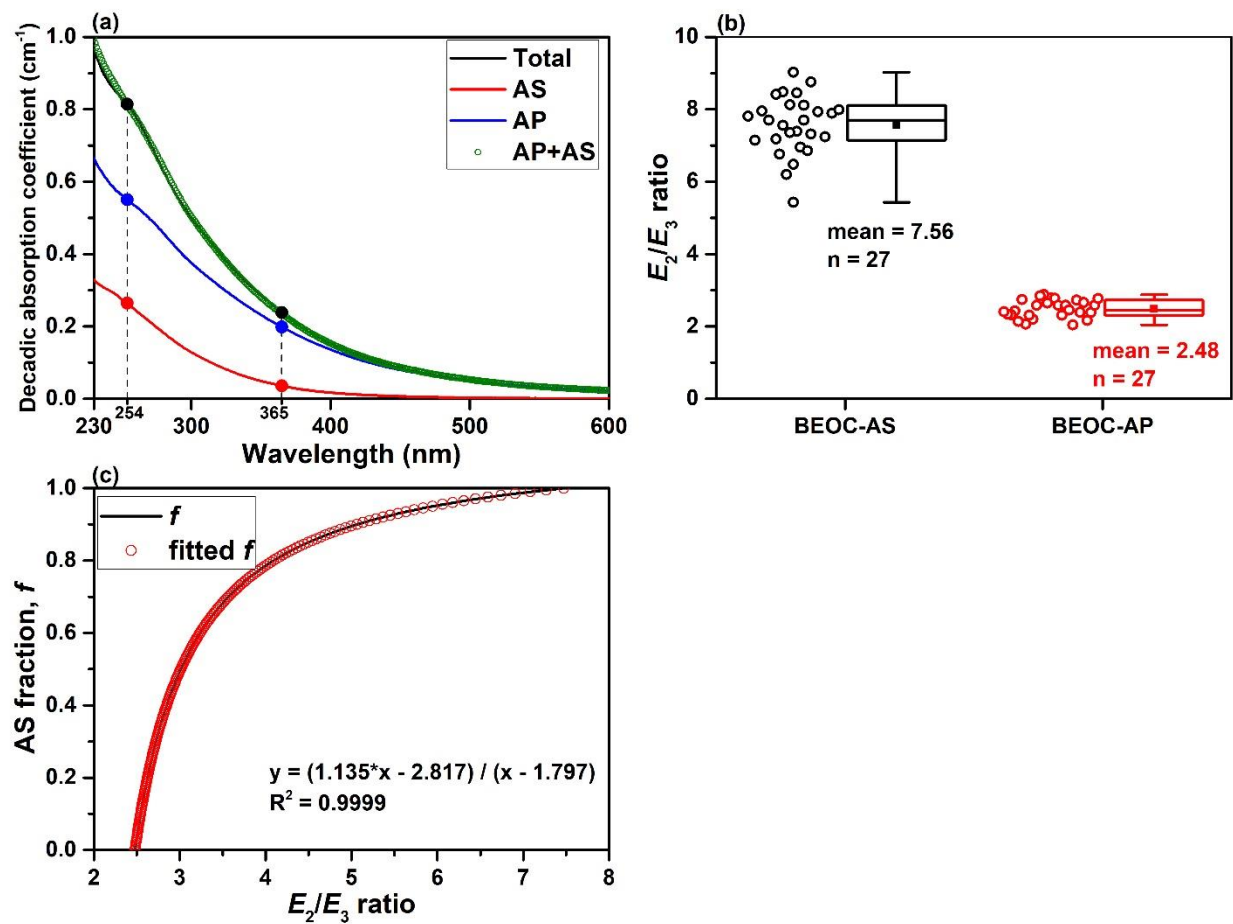 (a)
Decadic absorption coefficient (cm⁻¹)
1.0
0.8
0.6
0.4
0.2
0.0
Total
AS
AP
AP+AS
230
254
300
365
400
500
600
Wavelength (nm)
(b)
E₂/E₃ ratio
10
8
6
4
2
0
mean = 7.56
n = 27
mean = 2.48
n = 27
BEOC-AS
BEOC-AP
(c)
AS fraction, f
1.0
0.8
0.6
0.4
0.2
0.0
f
fitted f
y = (1.135*x - 2.817) / (x - 1.797)
R² = 0.9999
2
3
4
5
6
7
8
E₂/E₃ ratio